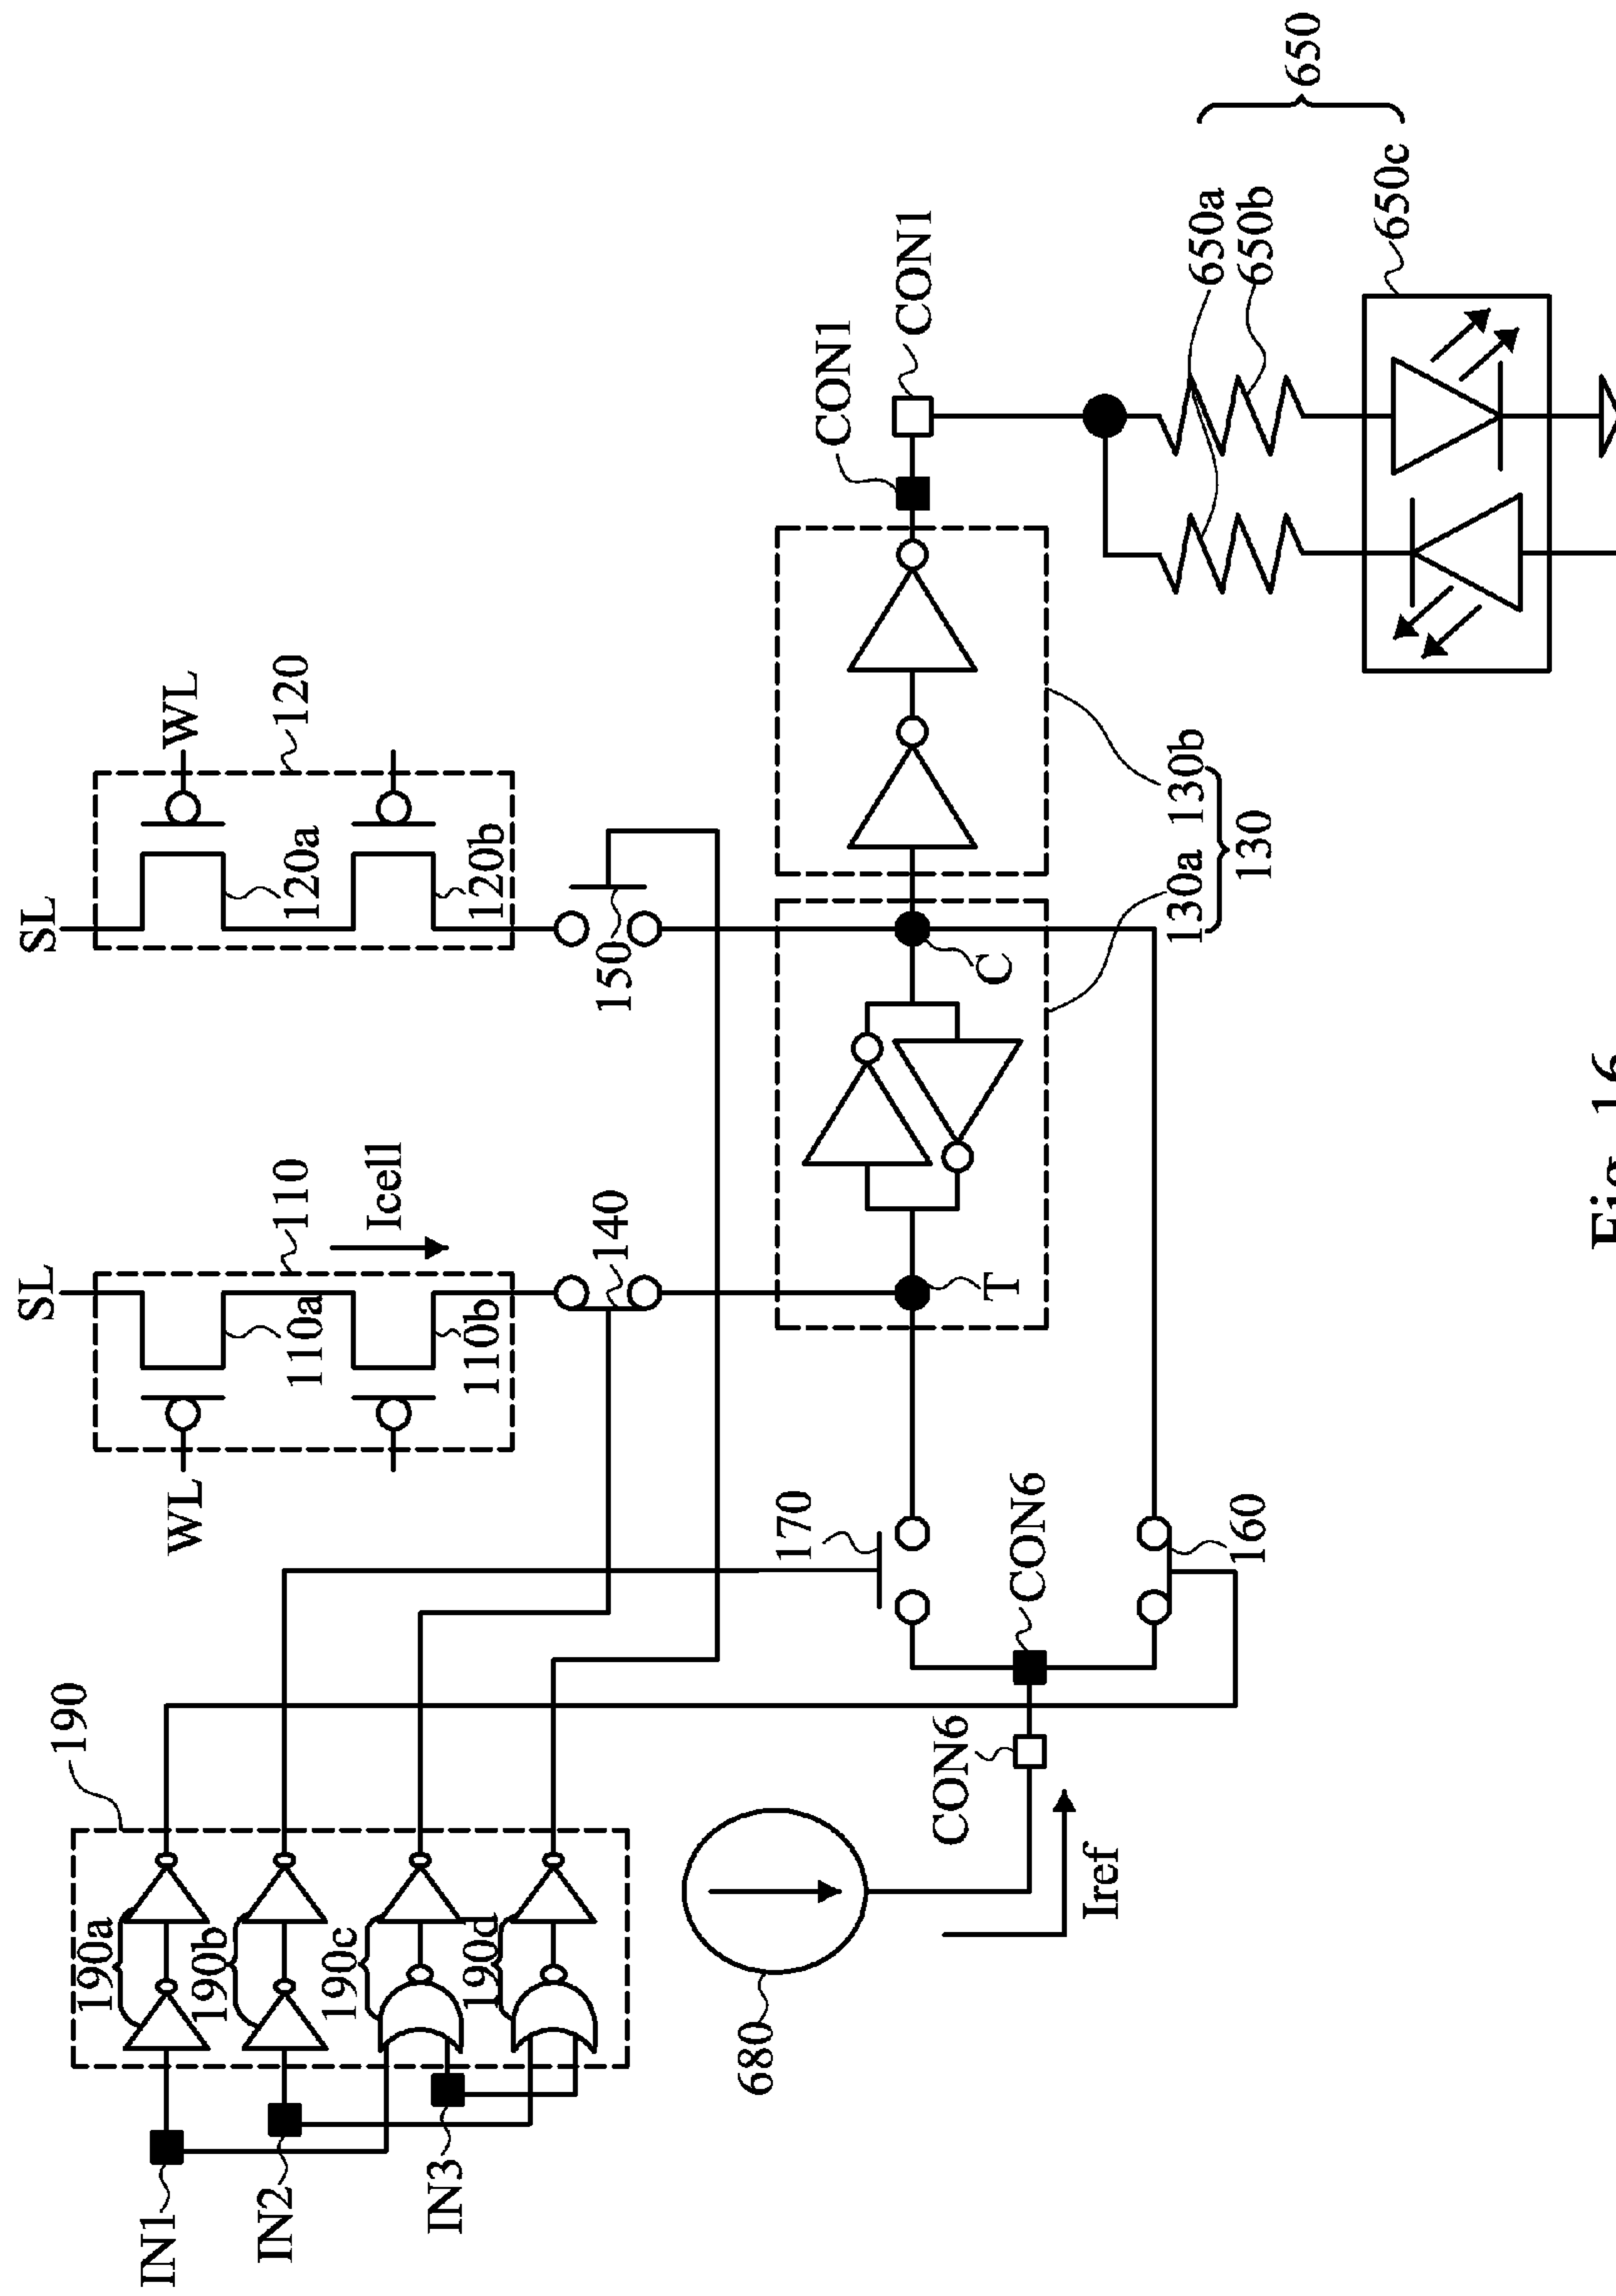 SL
SL
WL
110
Icell
110a
110b
120
WL
120a
120b
190
190a
190b
190c
190d
IN1
IN2
IN3
140
150
170
680
CON6
CON6
Iref
160
T
C
CON1
CON1
130a 130b
130
650a
650b
650
650c
Fig. 16